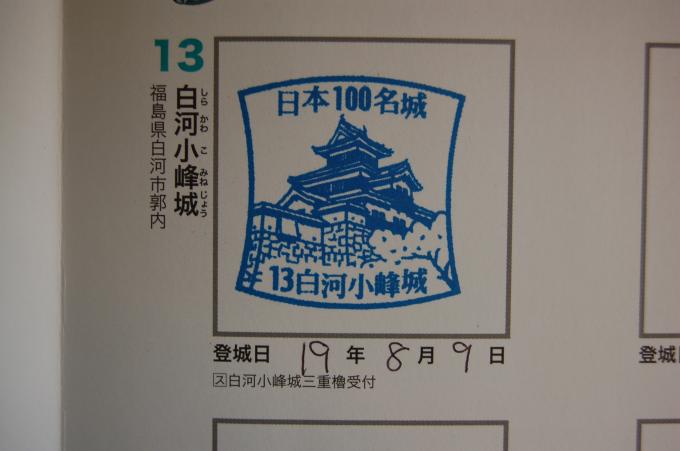 13
白河小峰城
しらかわこみねじょう
福島県白河市郭内
日本100名城
13白河小峰城
登城日 19年8月9日
ス白河小峰城三重櫓受付
登城